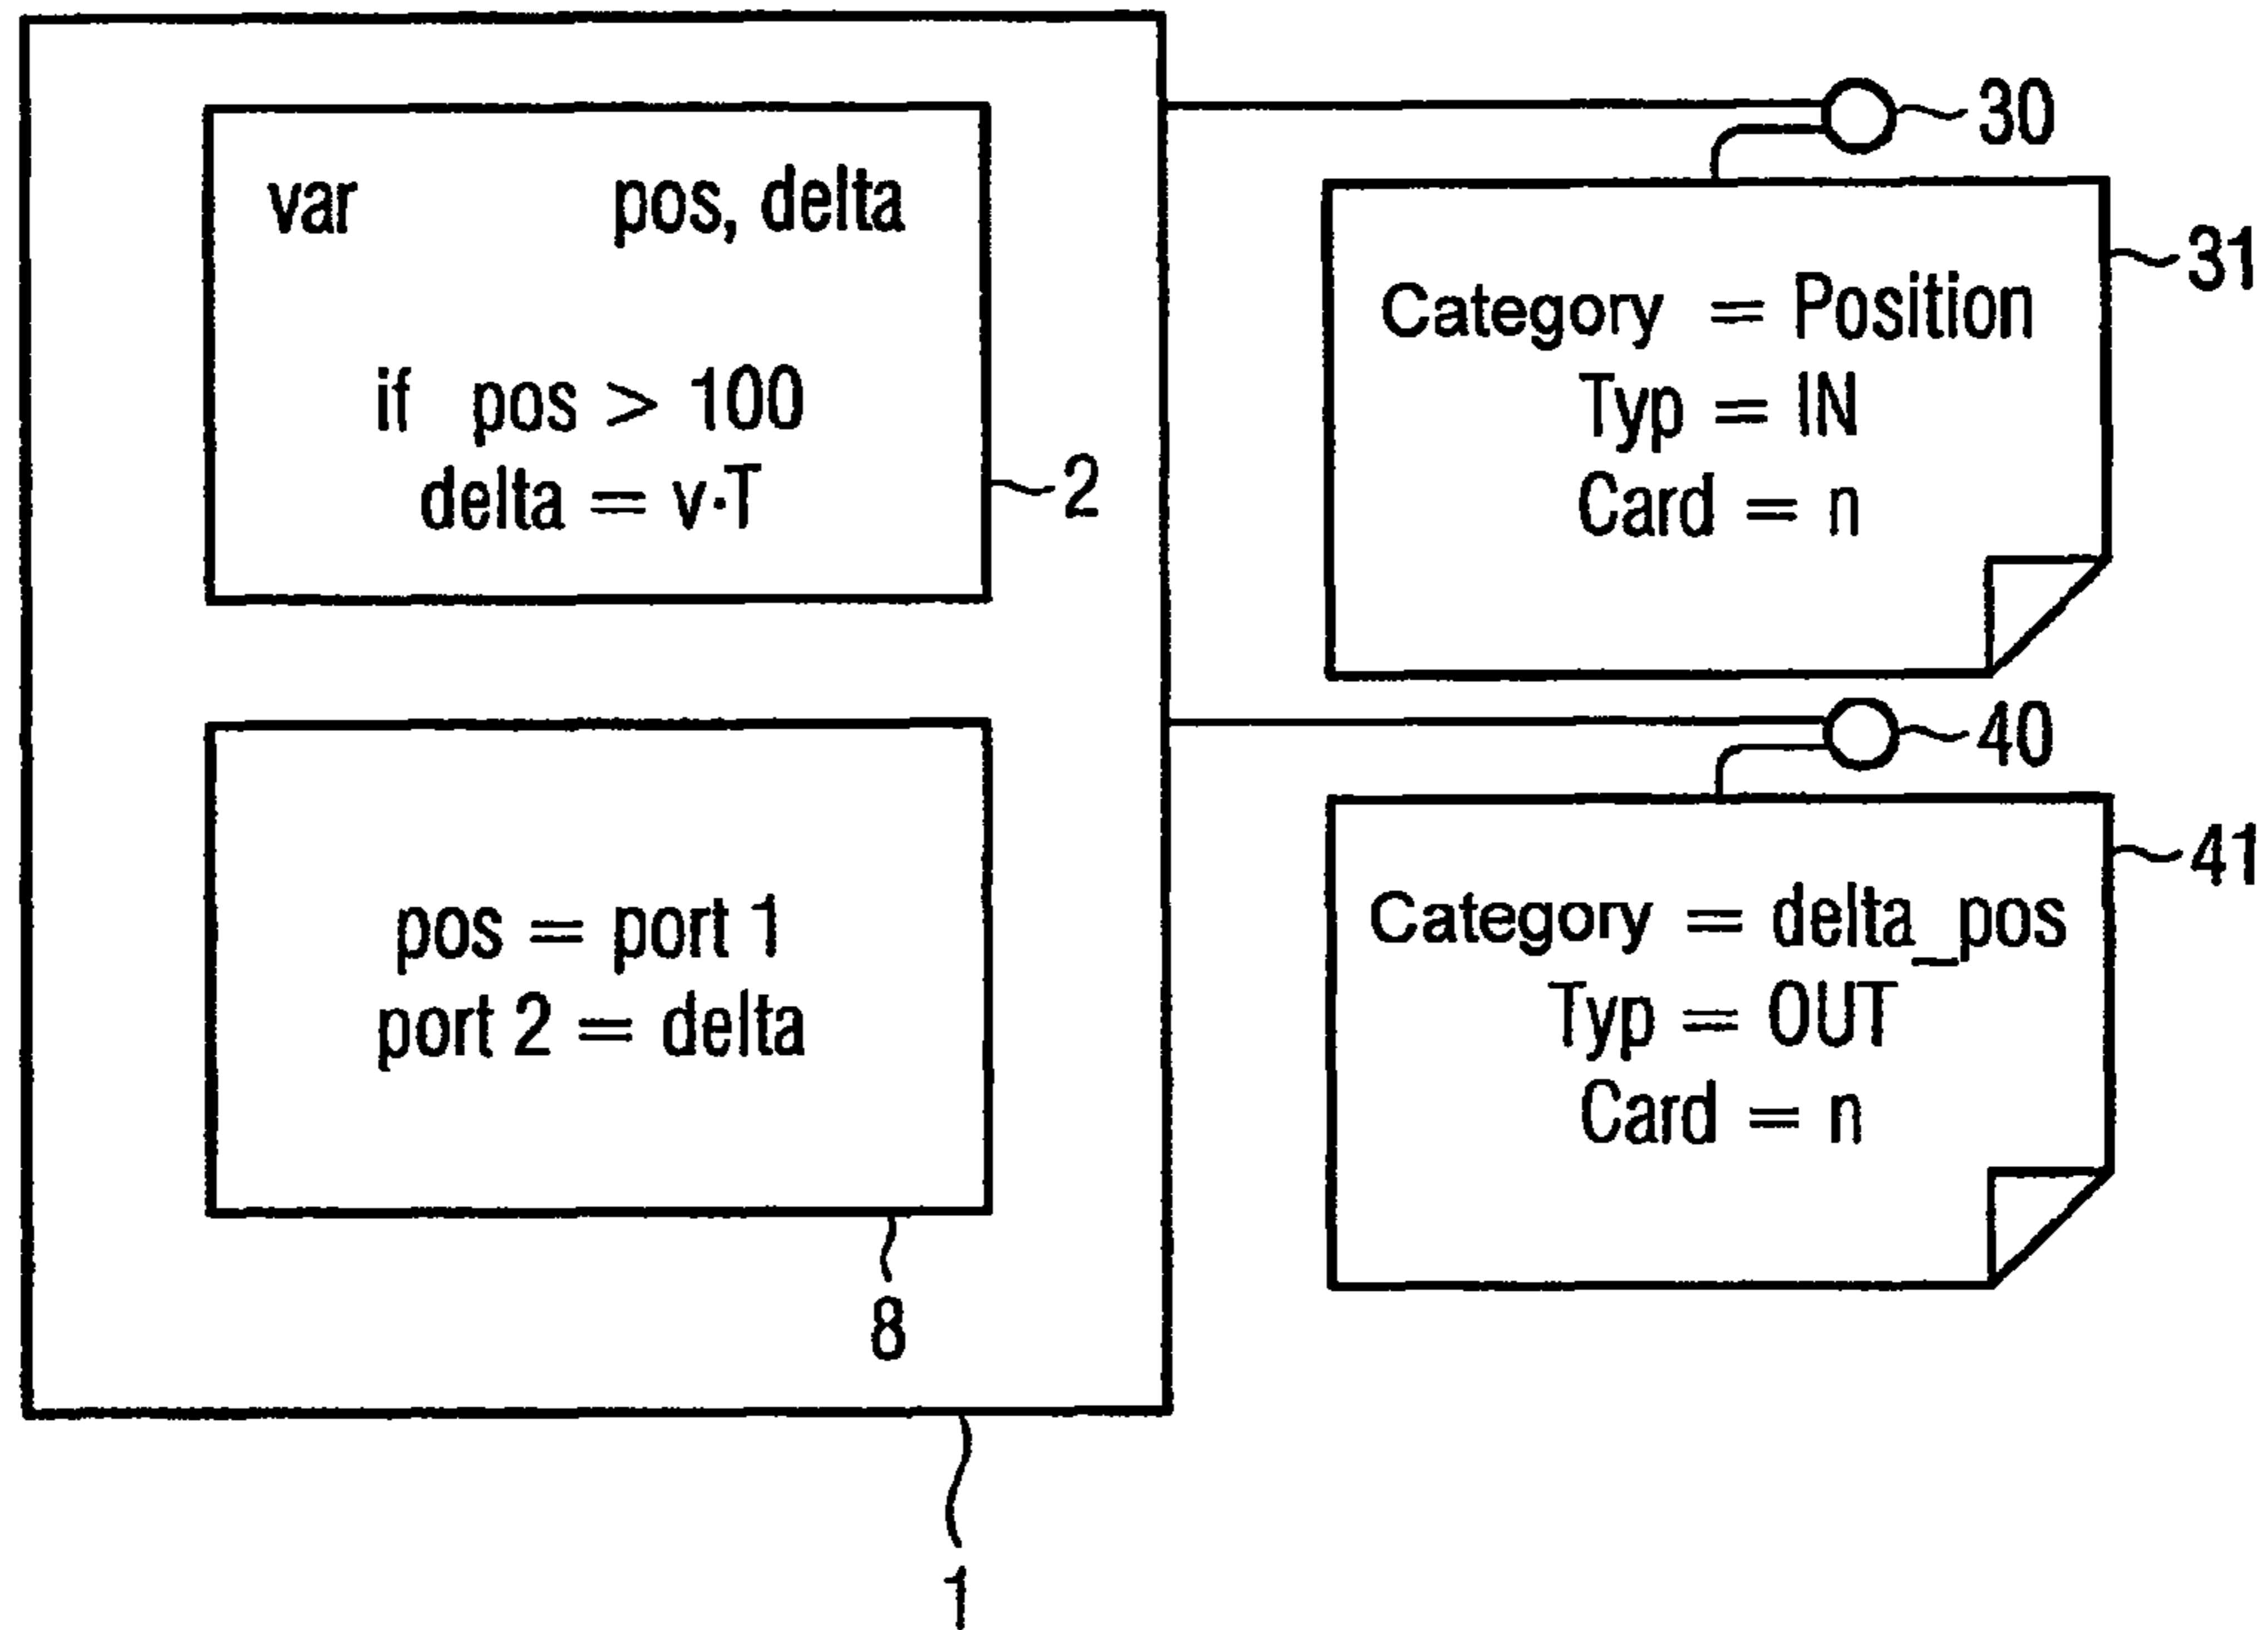 var pos, delta
if pos > 100
delta = v·T
2
pos = port 1
port 2 = delta
8
1
30
31
Category = Position
Typ = IN
Card = n
40
41
Category = delta_pos
Typ = OUT
Card = n